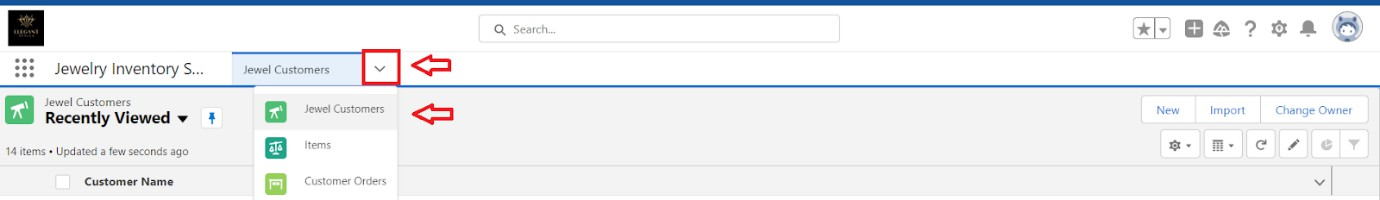 ELEGANT
Search...
Jewelry Inventory S...
Jewel Customers
Jewel Customers
Recently Viewed
14 items • Updated a few seconds ago
Customer Name
Jewel Customers
Items
Customer Orders
New
Import
Change Owner